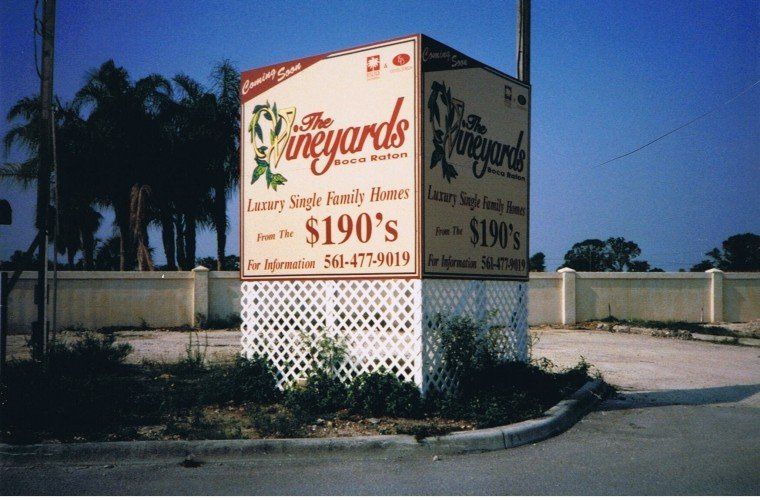 Coming Soon
The
Vineyards
Boca Raton
Luxury Single Family Homes
From The $190's
For Information 561-477-9019
Coming Soon
The
Vineyards
Boca Raton
Luxury Single Family Homes
From The $190's
For Information 561-477-9019